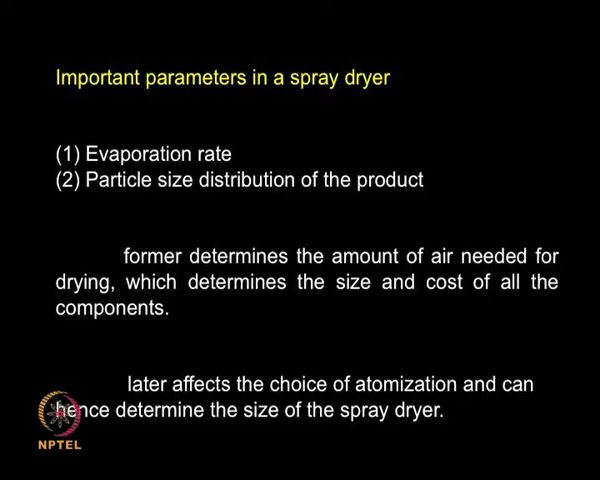 Important parameters in a spray dryer
(1) Evaporation rate
(2) Particle size distribution of the product
former determines the amount of air needed for
drying, which determines the size and cost of all the
components.
later affects the choice of atomization and can
hence determine the size of the spray dryer.
NPTEL